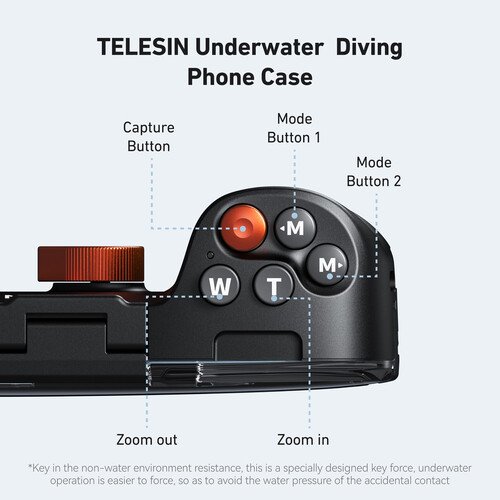 TELESIN Underwater Diving
Phone Case
Capture
Button
Mode
Button 1
Mode
Button 2
◂M
M▸
W
T
Zoom out
Zoom in
*Key in the non-water environment resistance, this is a specially designed key force, underwater
operation is easier to force, so as to avoid the water pressure of the accidental contact